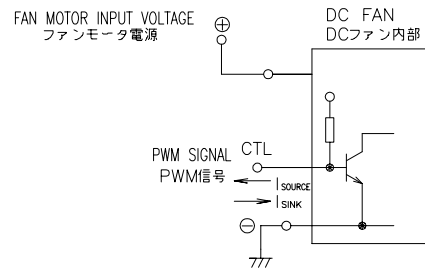 FAN MOTOR INPUT VOLTAGE
ファンモータ電源
DC FAN
DCファン内部
PWM SIGNAL CTL
PWM信号
I SOURCE
I SINK